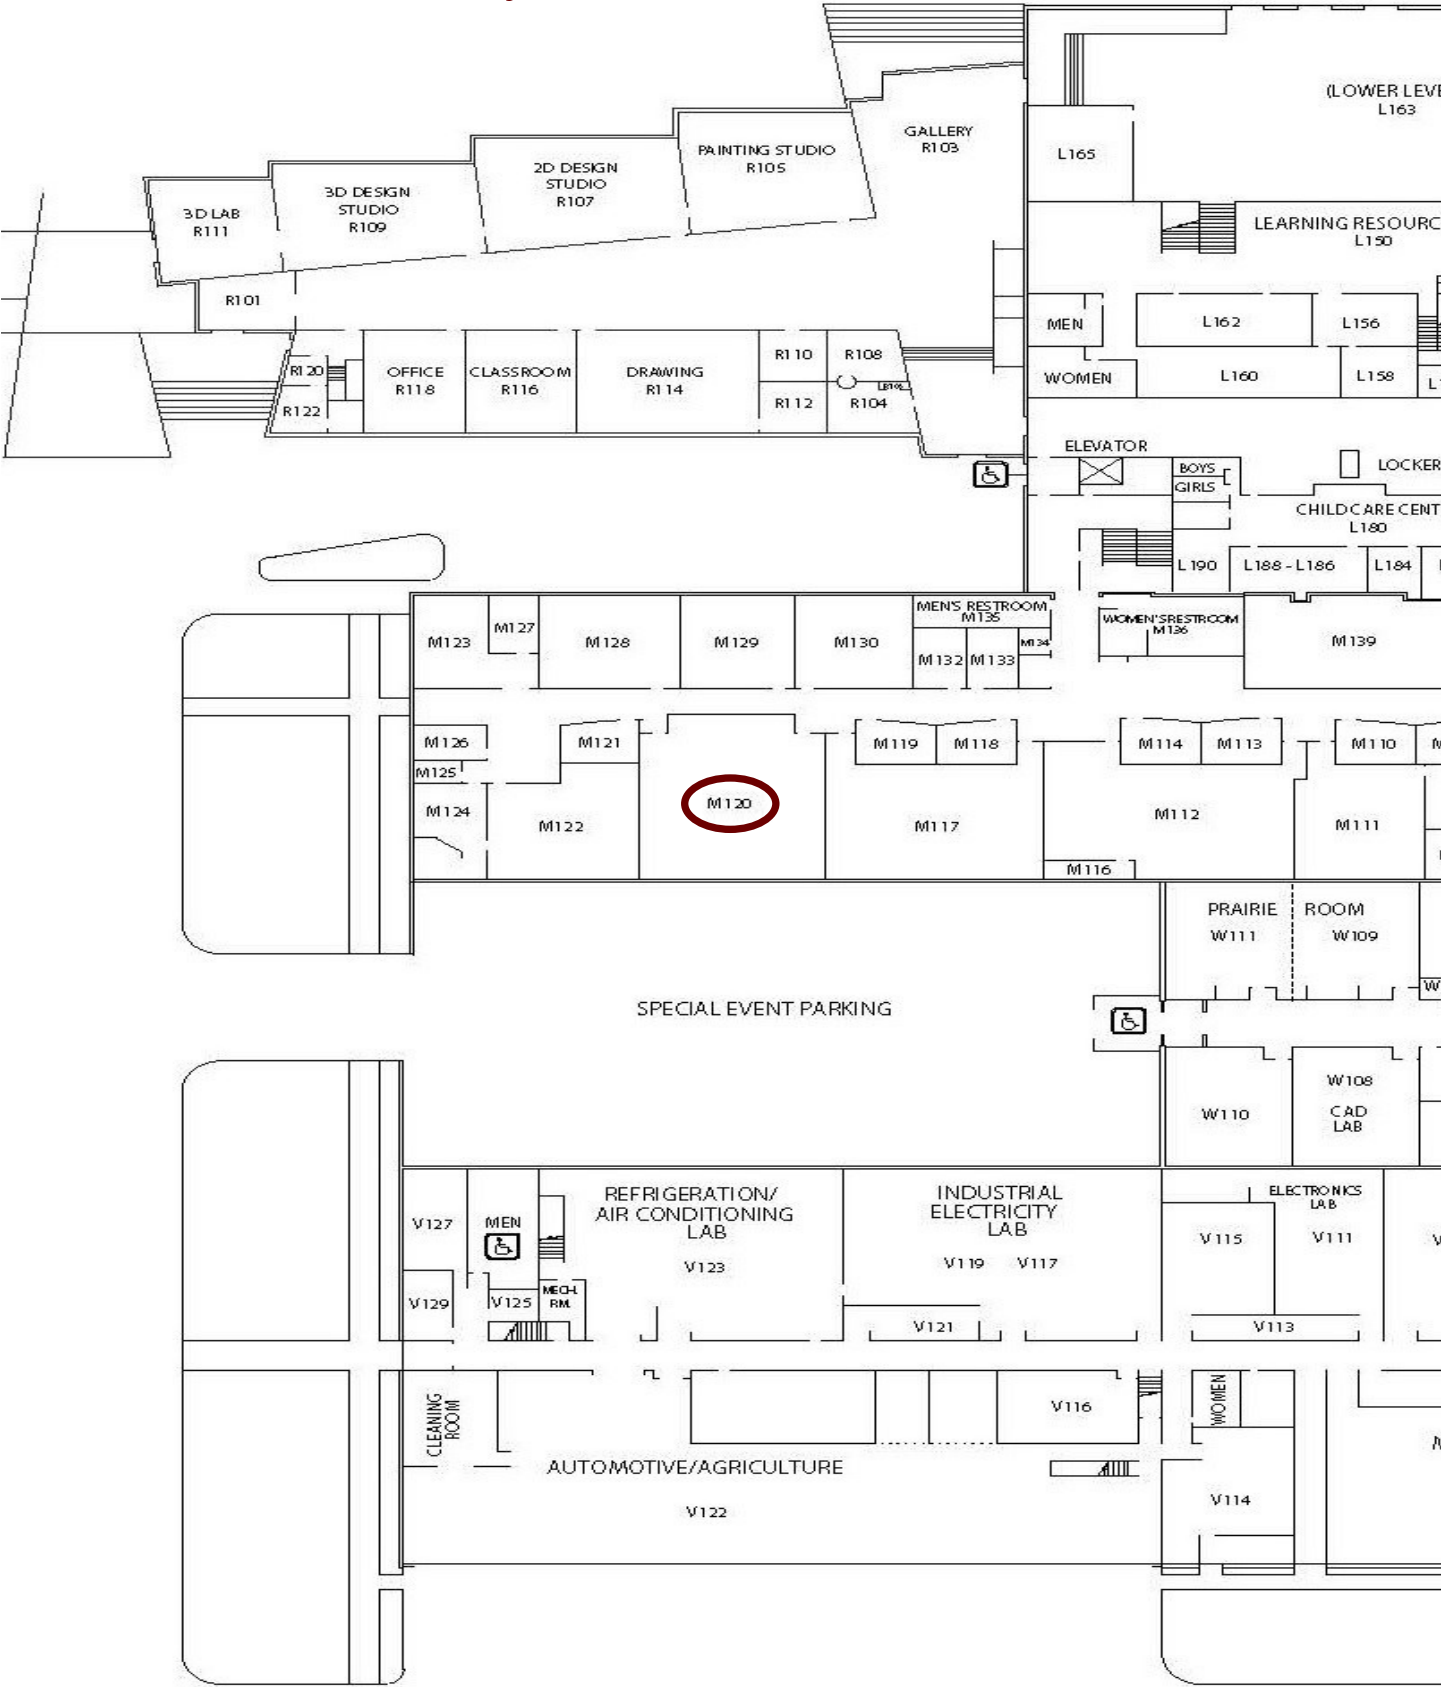 (LOWER LEVE
L163
GALLERY
R103
PAINTING STUDIO
R105
L165
2D DESIGN
STUDIO
R107
3D DESIGN
STUDIO
R109
3D LAB
R111
LEARNING RESOURC
L150
R101
MEN
L162
L156
R110
R108
R120
OFFICE
R118
CLASSROOM
R116
DRAWING
R114
WOMEN
L160
L158
R122
R112
R104
ELEVATOR
BOYS
GIRLS
LOCKER
CHILDCARE CENT
L180
L190
L188 - L186
L184
M123
M127
M128
M129
M130
MEN'S RESTROOM
M135
M132
M133
M134
WOMEN'S RESTROOM
M136
M139
M126
M121
M119
M118
M114
M113
M110
M125
M124
M122
M120
M117
M112
M111
M116
PRAIRIE ROOM
W111
W109
SPECIAL EVENT PARKING
W108
CAD
LAB
W110
REFRIGERATION/
AIR CONDITIONING
LAB
V123
INDUSTRIAL
ELECTRICITY
LAB
V119 V117
ELECTRONICS
LAB
V111
V115
V127
MEN
V129
V125
MECH.
RM.
V121
V113
CLEANING
ROOM
V116
WOMEN
AUTOMOTIVE/AGRICULTURE
V122
V114